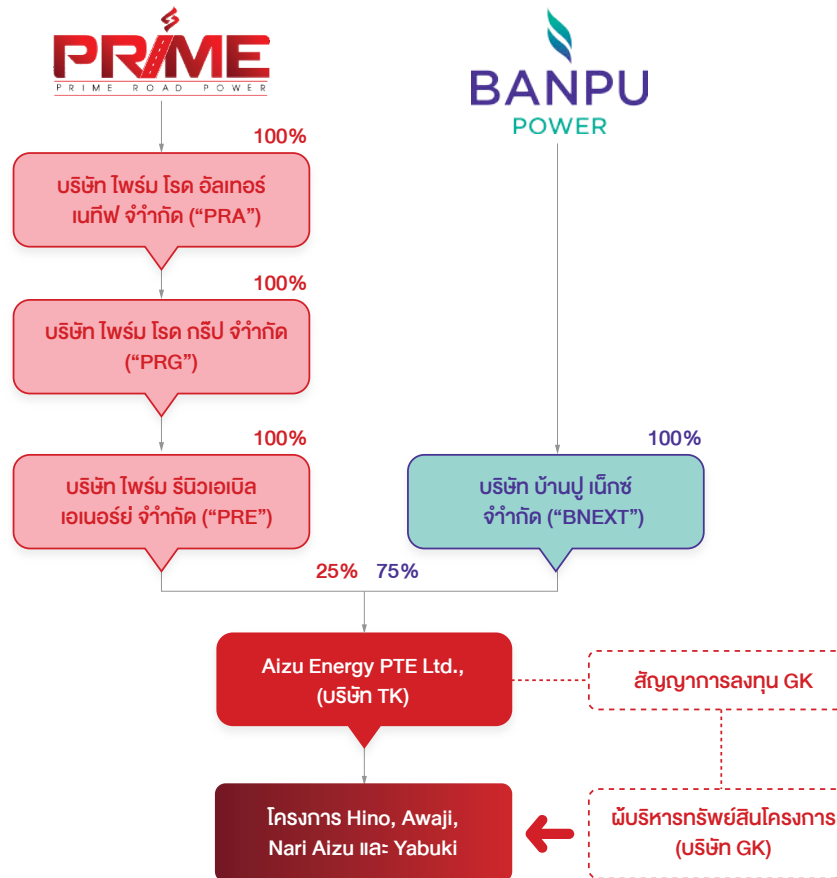 PRIME
PRIME ROAD POWER
BANPU
POWER
100%
บริษัท ไพร์ม โรด อัลเทอร์
เนทีฟ จำกัด (“PRA”)
100%
บริษัท ไพร์ม โรด กรุ๊ป จำกัด
(“PRG”)
100%
บริษัท ไพร์ม รีนิวเอเบิล
เอเนอร์ยี่ จำกัด (“PRE”)
100%
บริษัท บ้านปู เน็กซ์
จำกัด (“BNEXT”)
25% 75%
Aizu Energy PTE Ltd.,
(บริษัท TK)
สัญญาการลงทุน GK
โครงการ Hino, Awaji,
Nari Aizu และ Yabuki
ผู้บริหารทรัพย์สินโครงการ
(บริษัท GK)